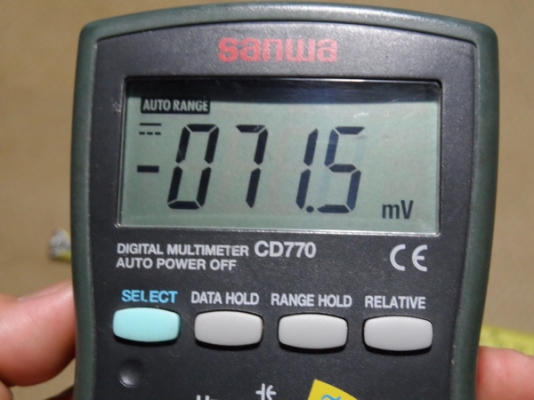 sanwa
AUTO RANGE
-071.5 mV
DIGITAL MULTIMETER CD770
AUTO POWER OFF
CE
SELECT DATA HOLD RANGE HOLD RELATIVE